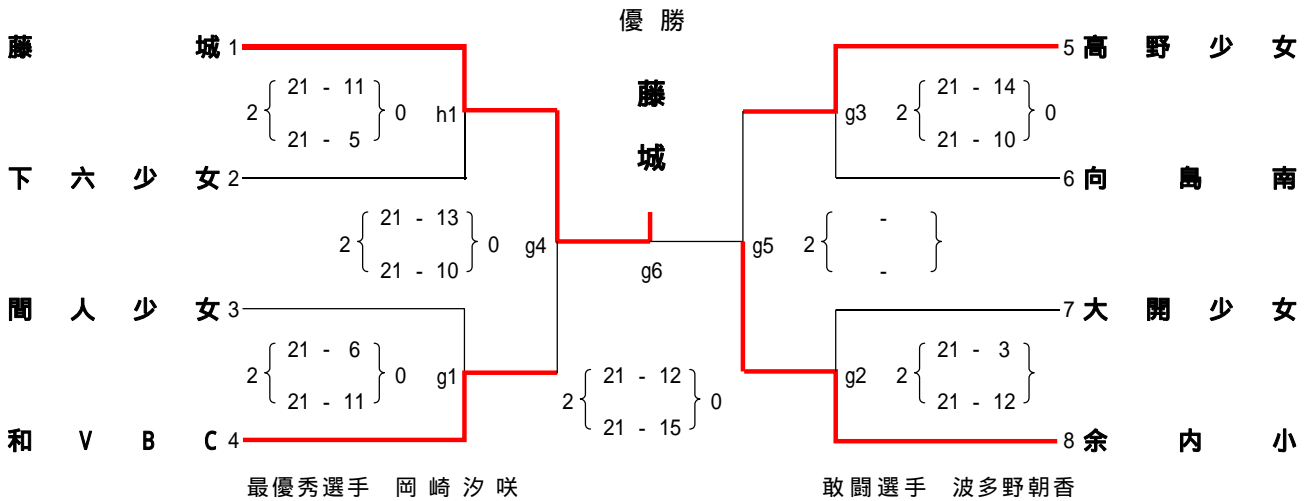 優 勝
藤 城 1
5 高 野 少 女
21 - 11
2 0 h1
21 - 5
藤
城
21 - 14
g3 2 0
21 - 10
下 六 少 女 2
6 向 島 南
21 - 13
2 0 g4
21 - 10
g6
-
g5 2
-
間 人 少 女 3
7 大 開 少 女
21 - 6
2 0 g1
21 - 11
21 - 12
2 0
21 - 15
21 - 3
g2 2
21 - 12
和 V B C 4
8 余 内 小
最優秀選手 岡 崎 汐 咲
敢闘選手 波多野朝香